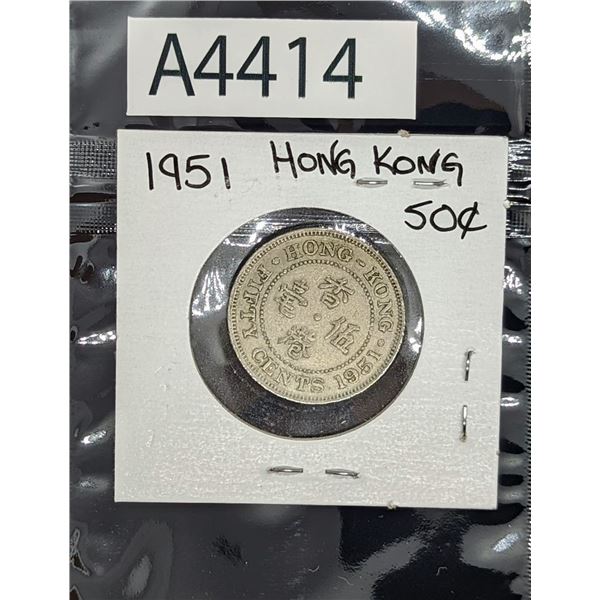 A4414
1951 HONG KONG
50¢
FIFTY · HONG-KONG ·
香港
伍毫
CENTS 1951 ·